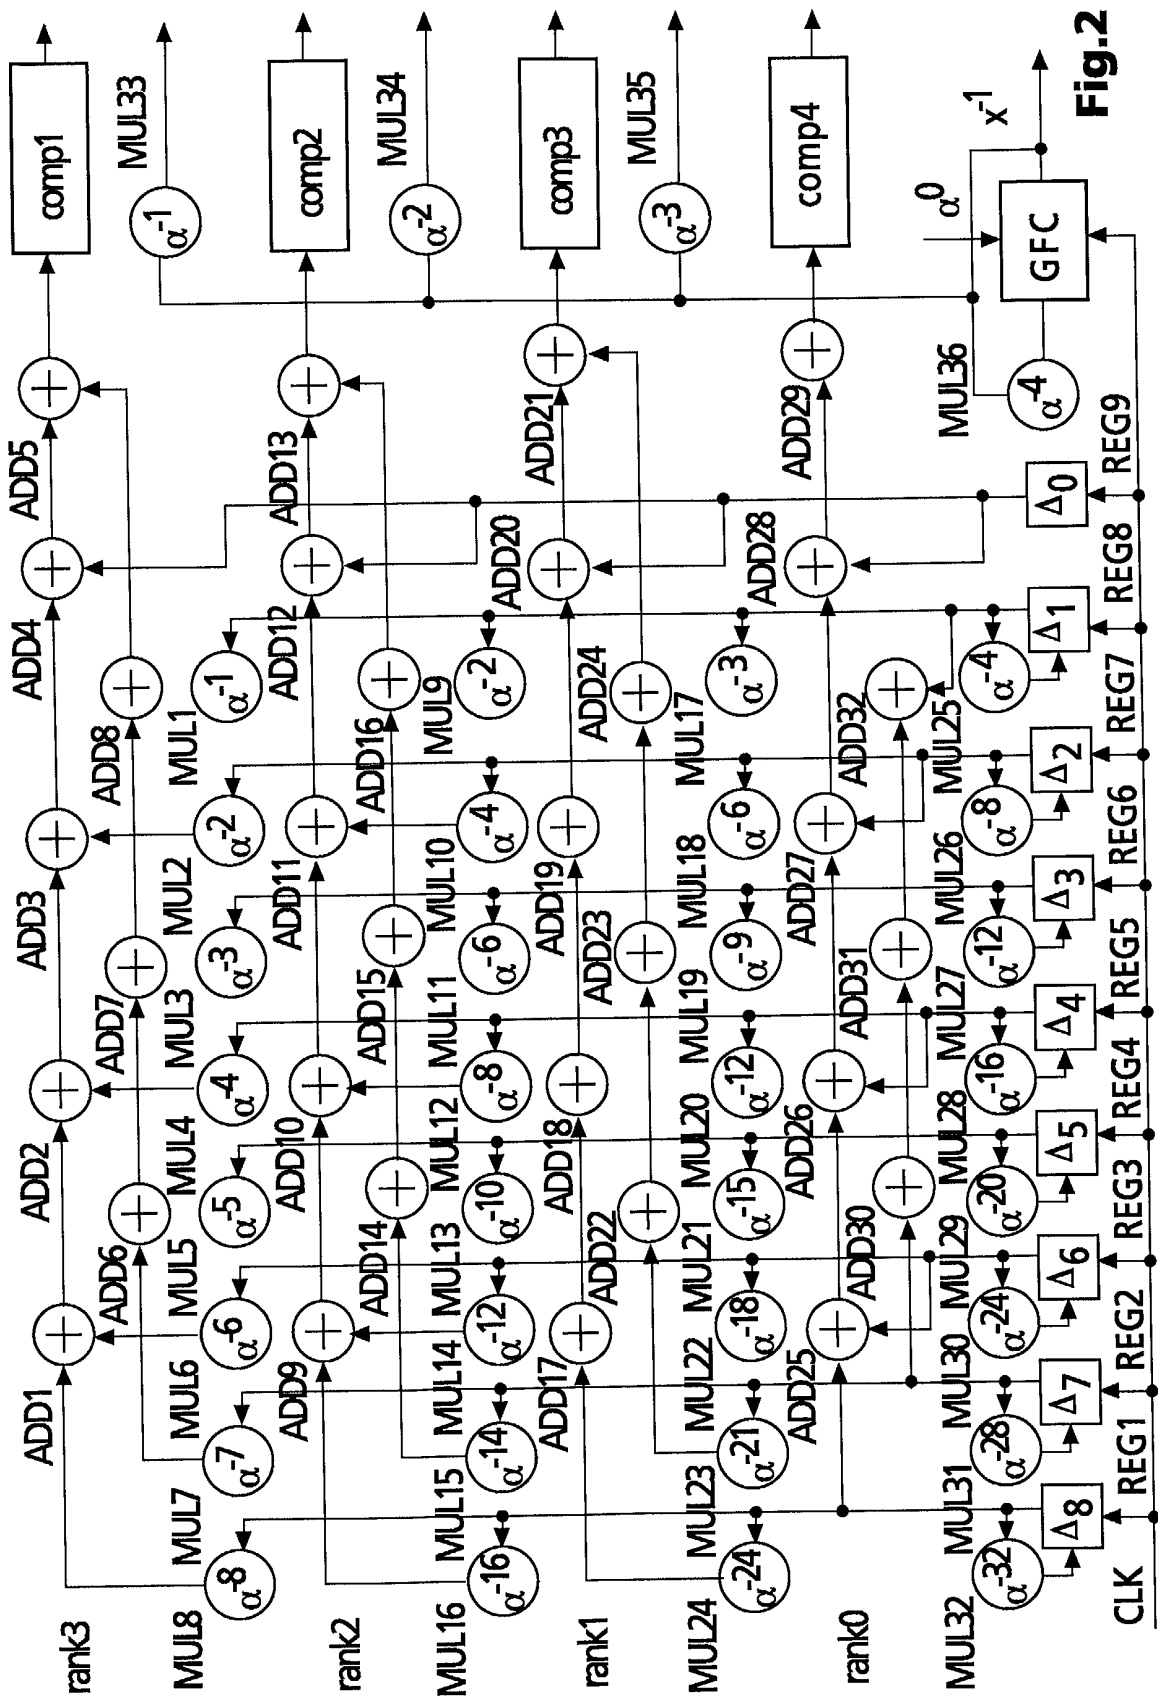 rank3
ADD1
ADD2
ADD3
ADD4
ADD5
comp1
ADD6
ADD7
ADD8
MUL33
α-1
MUL8
MUL7
MUL6
MUL5
MUL4
MUL3
MUL2
MUL1
α-8
α-7
α-6
α-5
α-4
α-3
α-2
α-1
rank2
ADD9
ADD10
ADD11
ADD12
ADD13
comp2
ADD14
ADD15
ADD16
MUL34
α-2
MUL16
MUL15
MUL14
MUL13
MUL12
MUL11
MUL10
MUL9
α-16
α-14
α-12
α-10
α-8
α-6
α-4
α-2
rank1
ADD17
ADD18
ADD19
ADD20
ADD21
comp3
ADD22
ADD23
ADD24
MUL35
α-3
MUL24
MUL23
MUL22
MUL21
MUL20
MUL19
MUL18
MUL17
α-24
α-21
α-18
α-15
α-12
α-9
α-6
α-3
rank0
ADD25
ADD26
ADD27
ADD28
ADD29
comp4
ADD30
ADD31
ADD32
MUL32
MUL31
MUL30
MUL29
MUL28
MUL27
MUL26
MUL25
MUL36
α0
x-1
α-32
α-28
α-24
α-20
α-16
α-12
α-8
α-4
α-4
GFC
Δ8
Δ7
Δ6
Δ5
Δ4
Δ3
Δ2
Δ1
Δ0
CLK
REG1
REG2
REG3
REG4
REG5
REG6
REG7
REG8
REG9
Fig.2